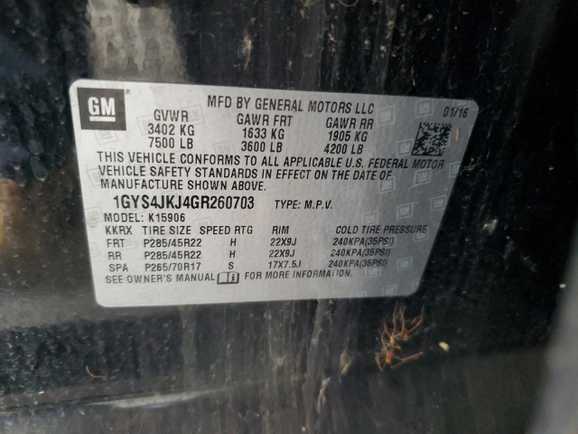 GM
MFD BY GENERAL MOTORS LLC 01/16
GVWR GAWR FRT GAWR RR
3402 KG 1633 KG 1905 KG
7500 LB 3600 LB 4200 LB
THIS VEHICLE CONFORMS TO ALL APPLICABLE U.S. FEDERAL MOTOR
VEHICLE SAFETY STANDARDS IN EFFECT ON THE DATE OF
MANUFACTURE SHOWN ABOVE.
1GYS4JKJ4GR260703 TYPE: M.P.V.
MODEL: K15906
KKRX TIRE SIZE SPEED RTG RIM COLD TIRE PRESSURE
FRT P285/45R22 H 22X9J 240KPA(35PSI)
RR P285/45R22 H 22X9J 240KPA(35PSI)
SPA P265/70R17 S 17X7.5J 240KPA(35PSI)
SEE OWNER'S MANUAL FOR MORE INFORMATION.